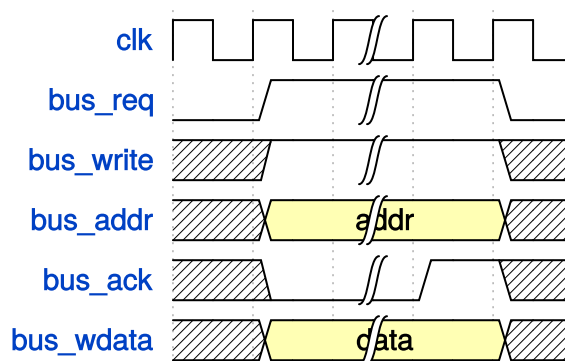 clk
bus_req
bus_write
bus_addr addr
bus_ack
bus_wdata data